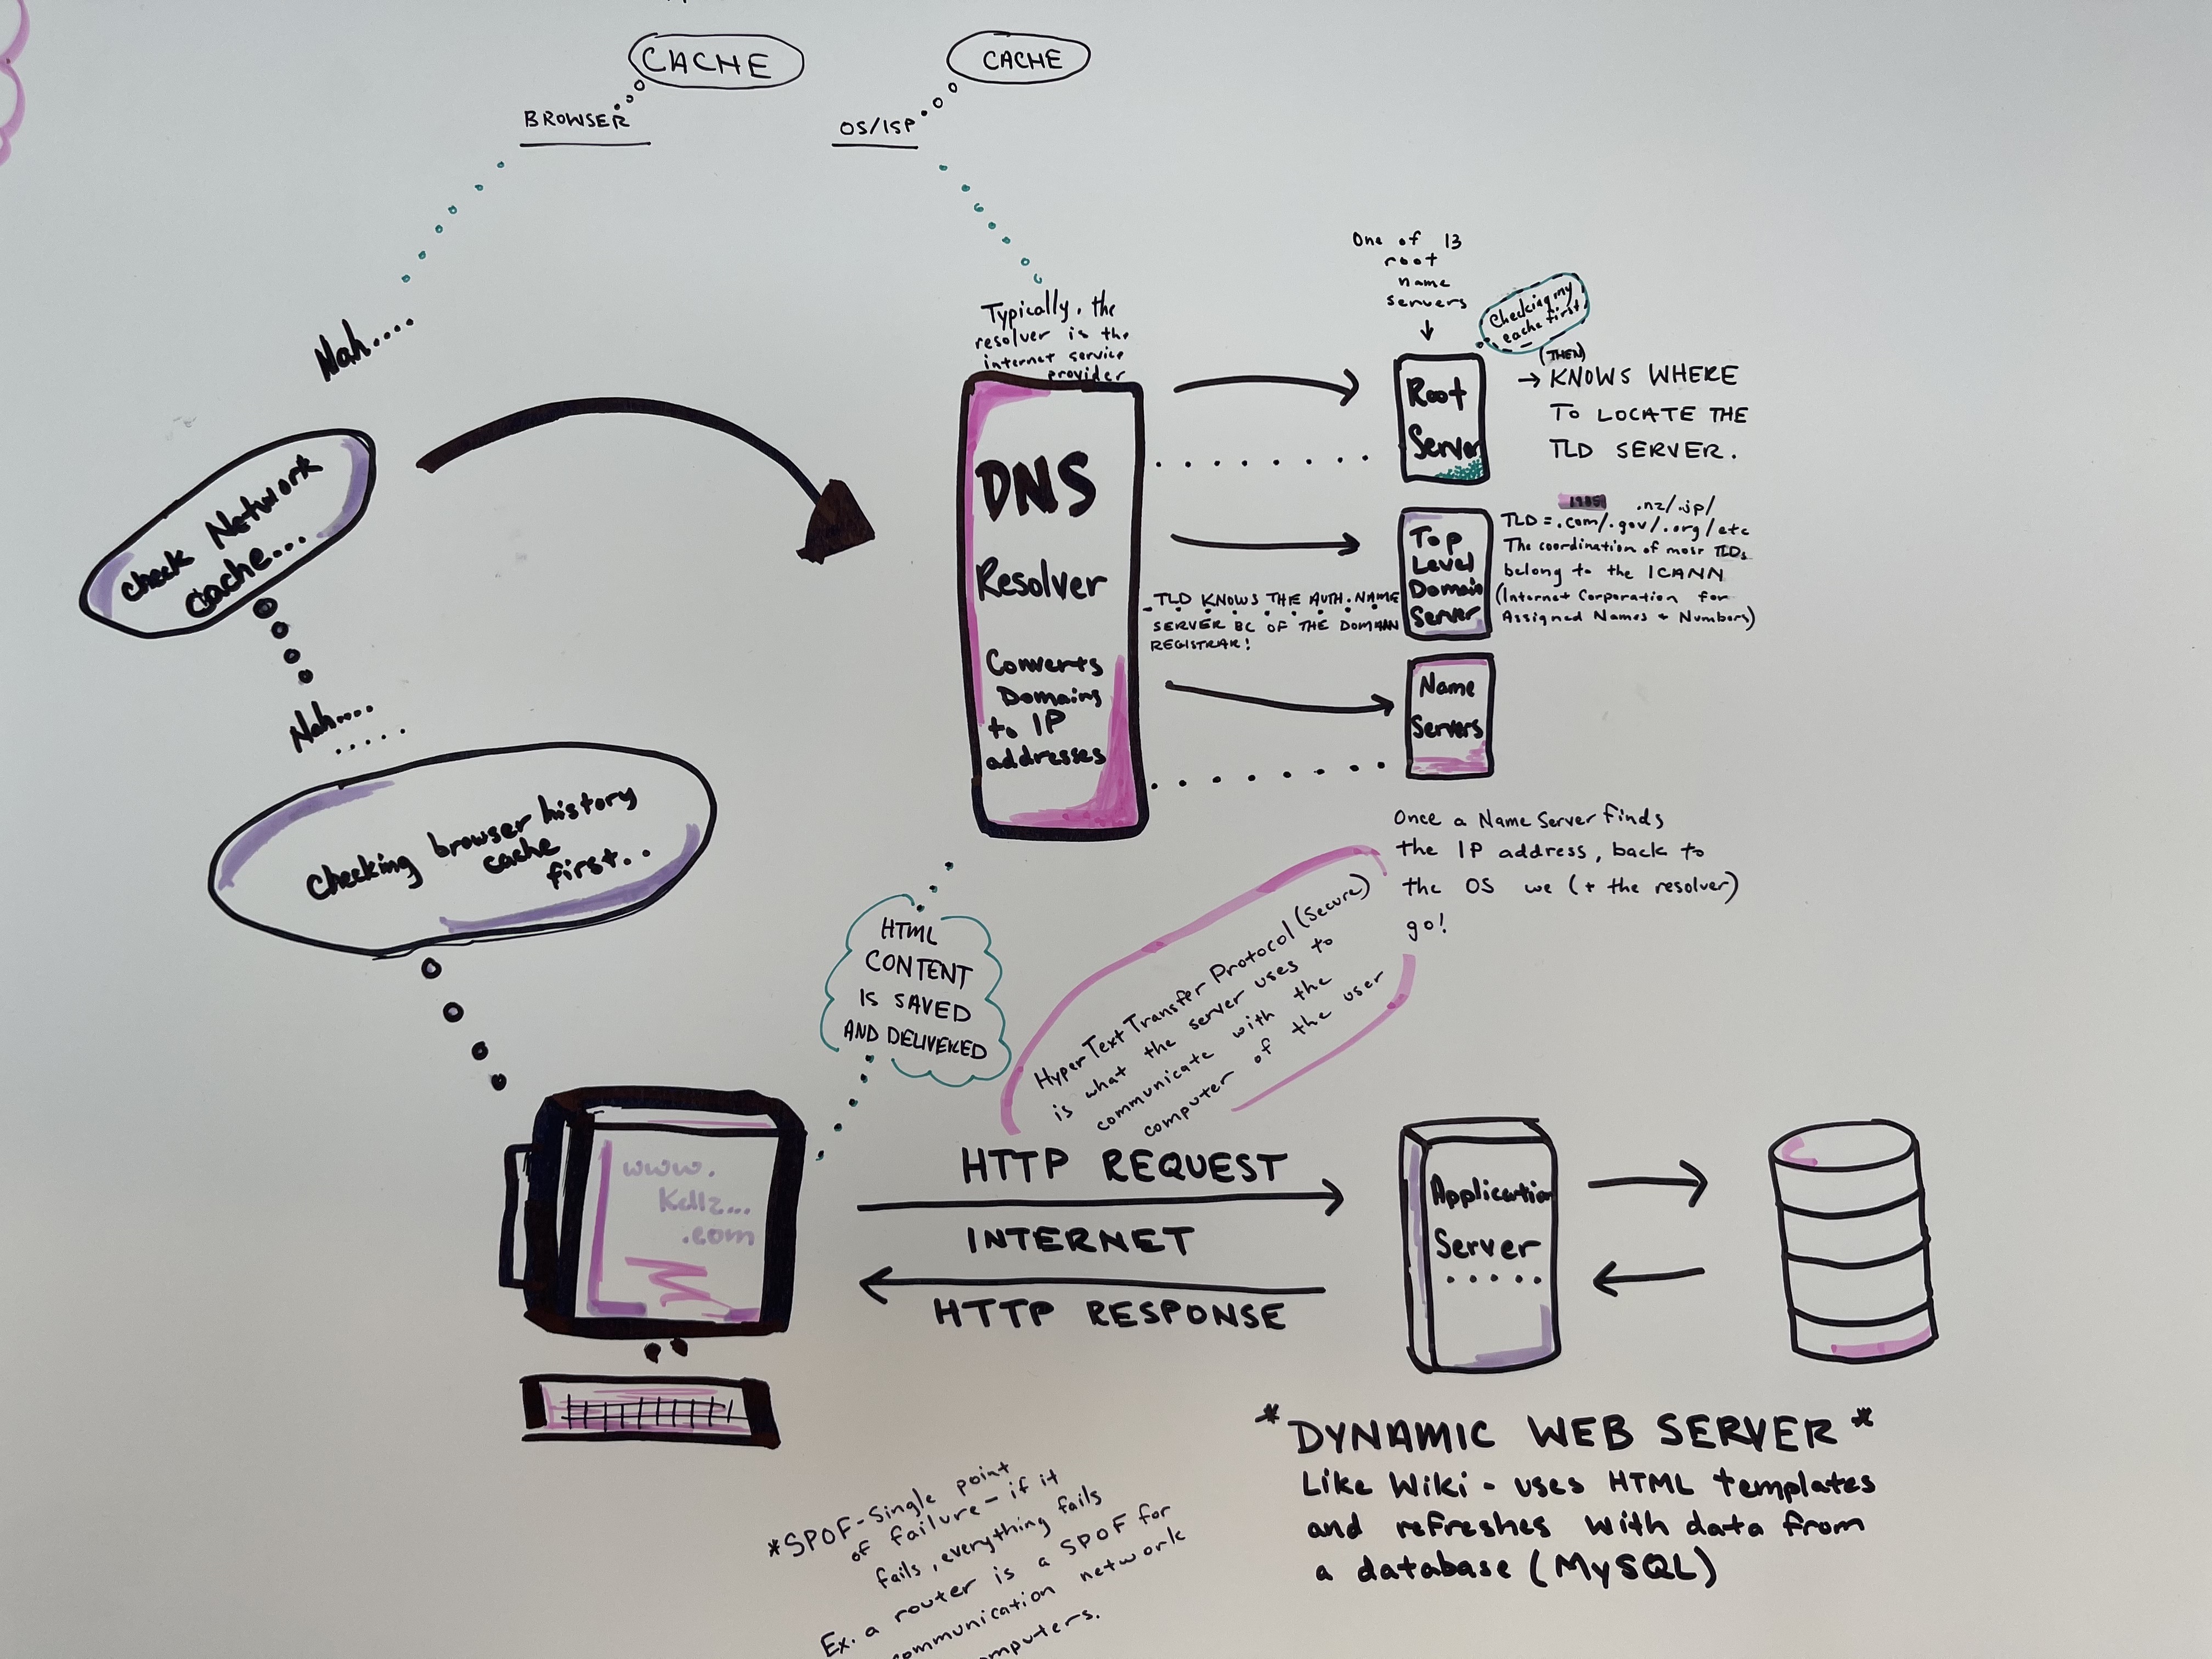 CACHE
CACHE
BROWSER
OS/ISP
Nah....
Check Network
cache...
Nah....
Checking browser history
cache
first..
Typically, the
resolver is the
internet service
provider
DNS
Resolver
Converts
Domains
to IP
addresses
One of 13
root
name
servers
Checking my
cache first
(THEN)
→ KNOWS WHERE
TO LOCATE THE
TLD SERVER.
Root
Server
1985
.nz/.jp/
TLD=.com/.gov/.org/etc
The coordination of most TLDs
belong to the ICANN
(Internet Corporation for
Assigned Names + Numbers)
Top
Level
Domain
Server
TLD KNOWS THE AUTH. NAME
SERVER BC OF THE DOMAIN
REGISTRAR!
Name
Servers
Once a Name Server finds
the IP address, back to
the OS we (+ the resolver)
go!
HTML
CONTENT
IS SAVED
AND DELIVERED
HyperText Transfer Protocol (Secure)
is what the server uses to
communicate with the
computer of the user
www.
.com
HTTP REQUEST
INTERNET
HTTP RESPONSE
Application
Server
.....
*DYNAMIC WEB SERVER*
Like Wiki - uses HTML templates
and refreshes with data from
a database (MySQL)
*SPOF-Single point
of failure - if it
fails, everything fails
Ex. a router is a SPOF for
communication network
computers.